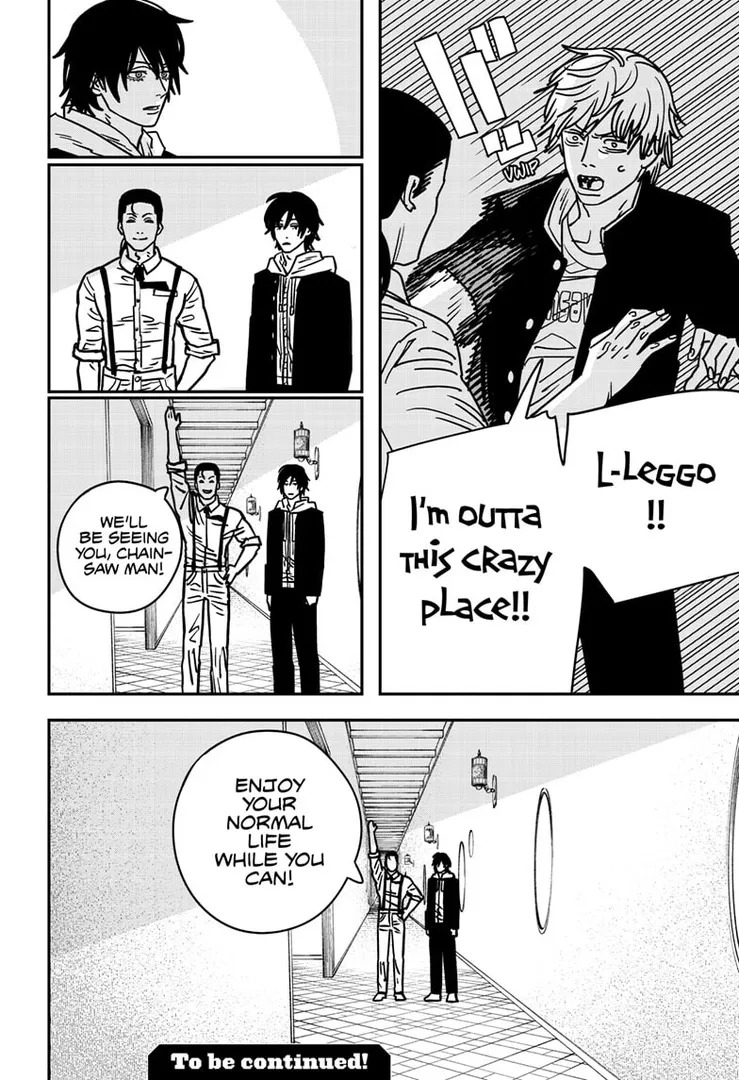 バッ
VWIP
L-LEGGO
!!
I'M OUTTA
THIS CRAZY
PLACE!!
WE'LL
BE SEEING
YOU, CHAIN-
SAW MAN!
ENJOY
YOUR
NORMAL
LIFE
WHILE YOU
CAN!
To be continued!